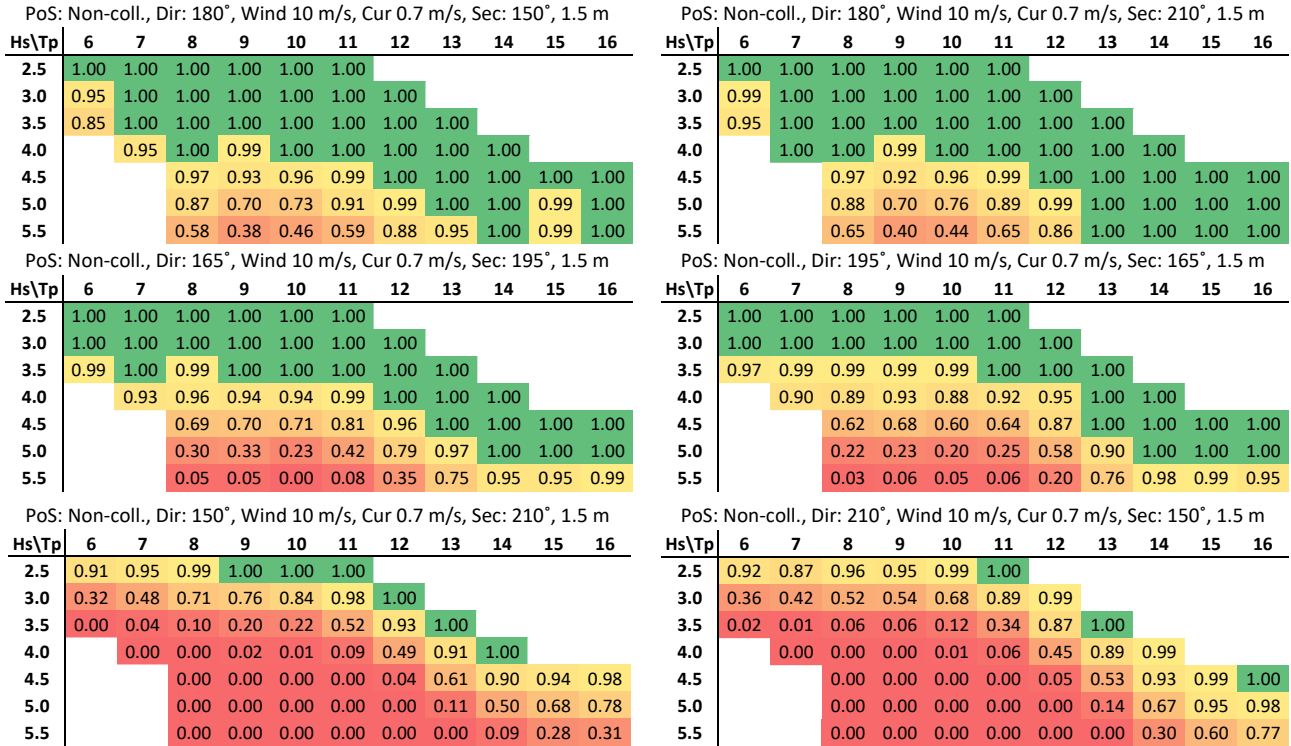 PoS: Non-coll., Dir: 180˚, Wind 10 m/s, Cur 0.7 m/s, Sec: 150˚, 1.5 m
Hs\Tp 6 7 8 9 10 11 12 13 14 15 16
2.5 1.00 1.00 1.00 1.00 1.00 1.00
3.0 0.95 1.00 1.00 1.00 1.00 1.00 1.00
3.5 0.85 1.00 1.00 1.00 1.00 1.00 1.00 1.00
4.0 0.95 1.00 0.99 1.00 1.00 1.00 1.00 1.00
4.5 0.97 0.93 0.96 0.99 1.00 1.00 1.00 1.00 1.00
5.0 0.87 0.70 0.73 0.91 0.99 1.00 1.00 0.99 1.00
5.5 0.58 0.38 0.46 0.59 0.88 0.95 1.00 0.99 1.00
PoS: Non-coll., Dir: 180˚, Wind 10 m/s, Cur 0.7 m/s, Sec: 210˚, 1.5 m
Hs\Tp 6 7 8 9 10 11 12 13 14 15 16
2.5 1.00 1.00 1.00 1.00 1.00 1.00
3.0 0.99 1.00 1.00 1.00 1.00 1.00 1.00
3.5 0.95 1.00 1.00 1.00 1.00 1.00 1.00 1.00
4.0 1.00 1.00 0.99 1.00 1.00 1.00 1.00 1.00
4.5 0.97 0.92 0.96 0.99 1.00 1.00 1.00 1.00 1.00
5.0 0.88 0.70 0.76 0.89 0.99 1.00 1.00 1.00 1.00
5.5 0.65 0.40 0.44 0.65 0.86 1.00 1.00 1.00 1.00
PoS: Non-coll., Dir: 165˚, Wind 10 m/s, Cur 0.7 m/s, Sec: 195˚, 1.5 m
Hs\Tp 6 7 8 9 10 11 12 13 14 15 16
2.5 1.00 1.00 1.00 1.00 1.00 1.00
3.0 1.00 1.00 1.00 1.00 1.00 1.00 1.00
3.5 0.99 1.00 0.99 1.00 1.00 1.00 1.00 1.00
4.0 0.93 0.96 0.94 0.94 0.99 1.00 1.00 1.00
4.5 0.69 0.70 0.71 0.81 0.96 1.00 1.00 1.00 1.00
5.0 0.30 0.33 0.23 0.42 0.79 0.97 1.00 1.00 1.00
5.5 0.05 0.05 0.00 0.08 0.35 0.75 0.95 0.95 0.99
PoS: Non-coll., Dir: 195˚, Wind 10 m/s, Cur 0.7 m/s, Sec: 165˚, 1.5 m
Hs\Tp 6 7 8 9 10 11 12 13 14 15 16
2.5 1.00 1.00 1.00 1.00 1.00 1.00
3.0 1.00 1.00 1.00 1.00 1.00 1.00 1.00
3.5 0.97 0.99 0.99 0.99 0.99 1.00 1.00 1.00
4.0 0.90 0.89 0.93 0.88 0.92 0.95 1.00 1.00
4.5 0.62 0.68 0.60 0.64 0.87 1.00 1.00 1.00 1.00
5.0 0.22 0.23 0.20 0.25 0.58 0.90 1.00 1.00 1.00
5.5 0.03 0.06 0.05 0.06 0.20 0.76 0.98 0.99 0.95
PoS: Non-coll., Dir: 150˚, Wind 10 m/s, Cur 0.7 m/s, Sec: 210˚, 1.5 m
Hs\Tp 6 7 8 9 10 11 12 13 14 15 16
2.5 0.91 0.95 0.99 1.00 1.00 1.00
3.0 0.32 0.48 0.71 0.76 0.84 0.98 1.00
3.5 0.00 0.04 0.10 0.20 0.22 0.52 0.93 1.00
4.0 0.00 0.00 0.02 0.01 0.09 0.49 0.91 1.00
4.5 0.00 0.00 0.00 0.00 0.04 0.61 0.90 0.94 0.98
5.0 0.00 0.00 0.00 0.00 0.00 0.11 0.50 0.68 0.78
5.5 0.00 0.00 0.00 0.00 0.00 0.00 0.09 0.28 0.31
PoS: Non-coll., Dir: 210˚, Wind 10 m/s, Cur 0.7 m/s, Sec: 150˚, 1.5 m
Hs\Tp 6 7 8 9 10 11 12 13 14 15 16
2.5 0.92 0.87 0.96 0.95 0.99 1.00
3.0 0.36 0.42 0.52 0.54 0.68 0.89 0.99
3.5 0.02 0.01 0.06 0.06 0.12 0.34 0.87 1.00
4.0 0.00 0.00 0.00 0.01 0.06 0.45 0.89 0.99
4.5 0.00 0.00 0.00 0.00 0.05 0.53 0.93 0.99 1.00
5.0 0.00 0.00 0.00 0.00 0.00 0.14 0.67 0.95 0.98
5.5 0.00 0.00 0.00 0.00 0.00 0.00 0.30 0.60 0.77